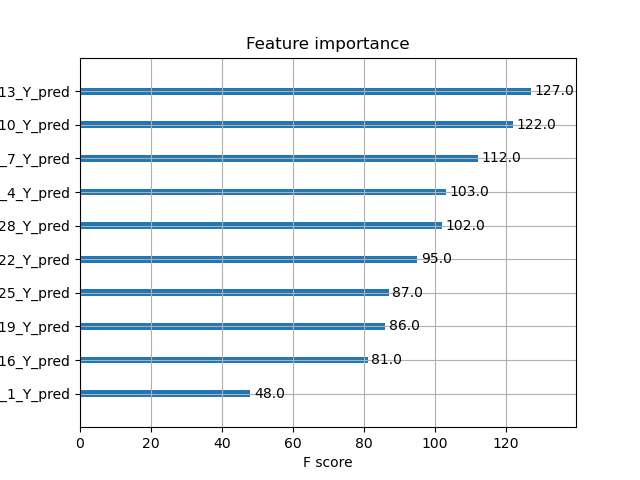 Feature importance
13_Y_pred 127.0
10_Y_pred 122.0
_7_Y_pred 112.0
_4_Y_pred 103.0
28_Y_pred 102.0
22_Y_pred 95.0
25_Y_pred 87.0
19_Y_pred 86.0
16_Y_pred 81.0
_1_Y_pred 48.0
0 20 40 60 80 100 120
F score